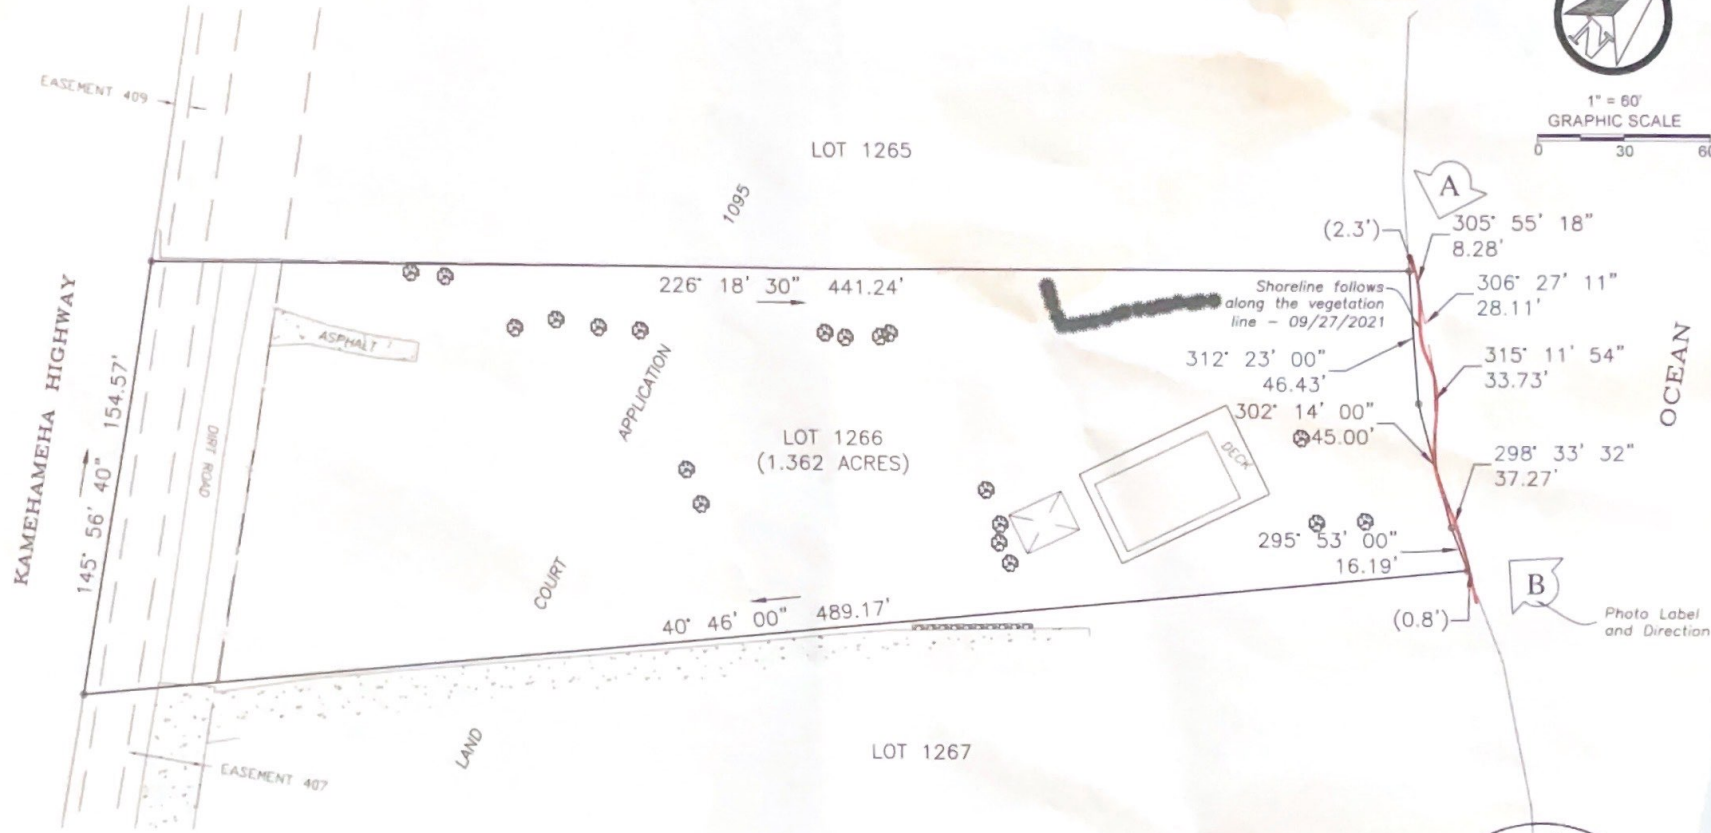 EASEMENT 409
N
1" = 60'
GRAPHIC SCALE
0 30 60
LOT 1265
1095
A
(2.3')
305° 55' 18"
8.28'
226° 18' 30" 441.24'
Shoreline follows
along the vegetation
line - 09/27/2021
306° 27' 11"
28.11'
312° 23' 00"
46.43'
315° 11' 54"
33.73'
OCEAN
KAMEHAMEHA HIGHWAY
145° 56' 40" 154.57'
DIRT ROAD
ASPHALT
APPLICATION
LOT 1266
(1.362 ACRES)
302° 14' 00"
45.00'
DECK
298° 33' 32"
37.27'
295° 53' 00"
16.19'
COURT
40° 46' 00" 489.17'
B
(0.8')
Photo Label
and Direction
LAND
LOT 1267
EASEMENT 407